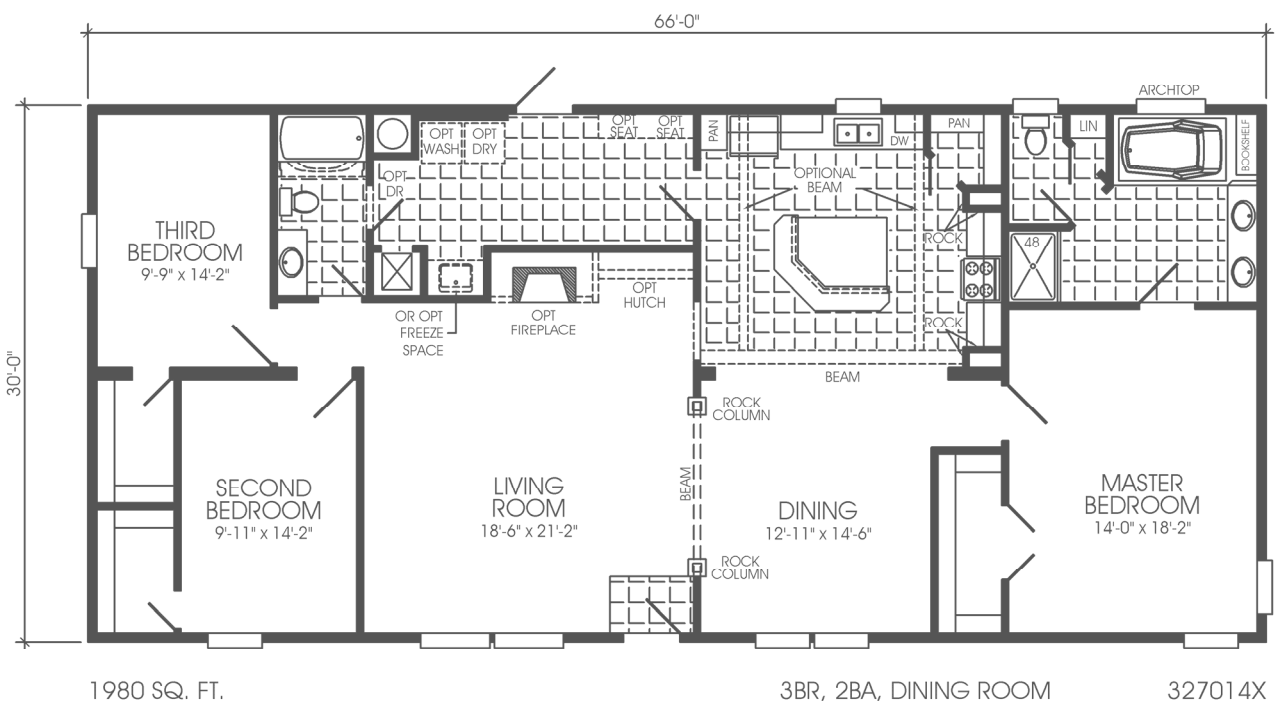 66'-0"
ARCHTOP
OPT
WASH
OPT
DRY
OPT
SEAT
OPT
SEAT
PAN
DW
PAN
LIN
BOOKSHELF
OPT
DR
OPTIONAL
BEAM
THIRD
BEDROOM
9'-9" x 14'-2"
ROCK
48
OPT
HUTCH
OR OPT
FREEZE
SPACE
OPT
FIREPLACE
ROCK
30'-0"
BEAM
ROCK
COLUMN
BEAM
SECOND
BEDROOM
9'-11" x 14'-2"
LIVING
ROOM
18'-6" x 21'-2"
DINING
12'-11" x 14'-6"
MASTER
BEDROOM
14'-0" x 18'-2"
ROCK
COLUMN
1980 SQ. FT.
3BR, 2BA, DINING ROOM
327014X